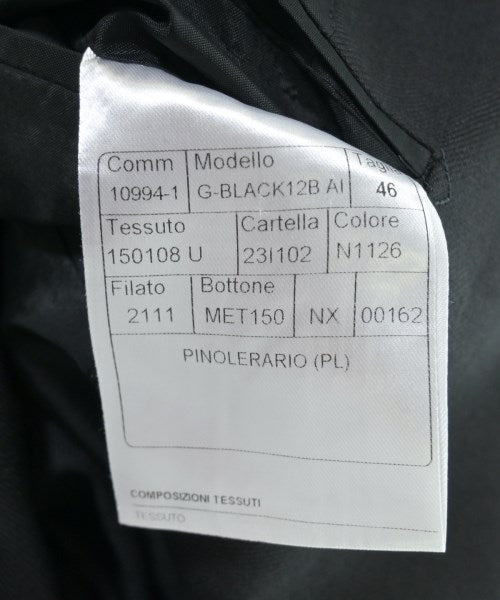 Comm Modello Taglia
10994-1 G-BLACK12B AI 46
Tessuto Cartella Colore
150108 U 23I102 N1126
Filato Bottone
2111 MET150 NX 00162
PINOLERARIO (PL)
COMPOSIZIONI TESSUTI
TESSUTO